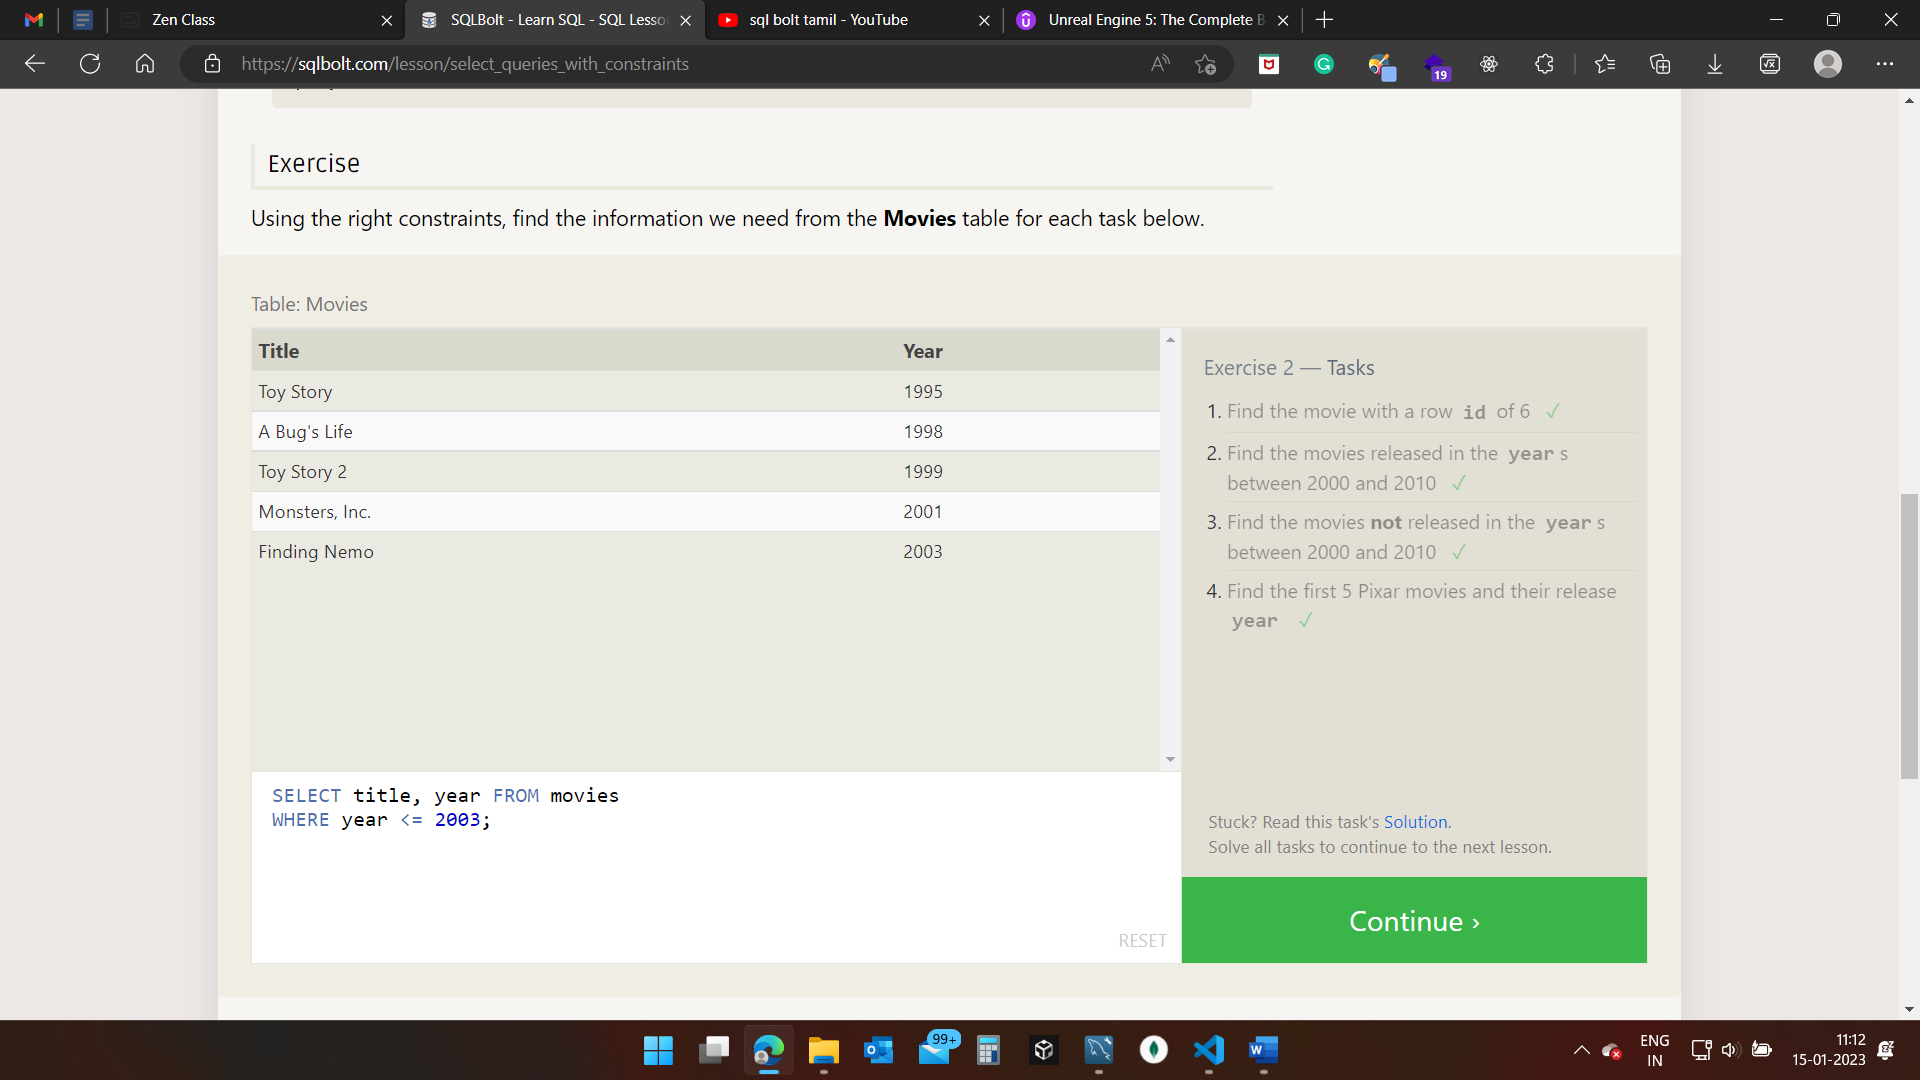 Zen Class
SQLBolt - Learn SQL - SQL Lesso
sql bolt tamil - YouTube
Unreal Engine 5: The Complete B
https://sqlbolt.com/lesson/select_queries_with_constraints
19
Exercise
Using the right constraints, find the information we need from the Movies table for each task below.
Table: Movies
Title Year
Toy Story 1995
A Bug's Life 1998
Toy Story 2 1999
Monsters, Inc. 2001
Finding Nemo 2003
SELECT title, year FROM movies
WHERE year <= 2003;
RESET
Exercise 2 — Tasks
1. Find the movie with a row id of 6 ✓
2. Find the movies released in the year s
between 2000 and 2010 ✓
3. Find the movies not released in the year s
between 2000 and 2010 ✓
4. Find the first 5 Pixar movies and their release
year ✓
Stuck? Read this task's Solution.
Solve all tasks to continue to the next lesson.
Continue ›
99+
ENG
IN
11:12
15-01-2023